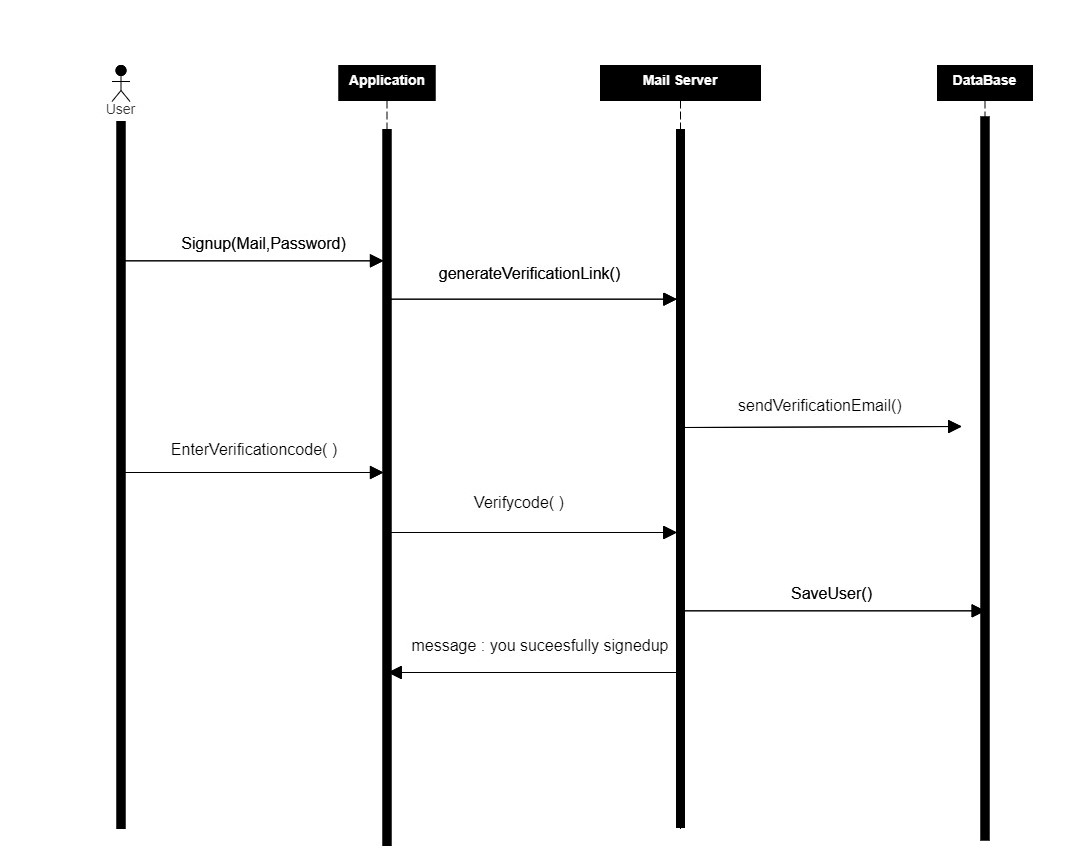 User
Application
Mail Server
DataBase
Signup(Mail,Password)
generateVerificationLink()
sendVerificationEmail()
EnterVerificationcode( )
Verifycode( )
SaveUser()
message : you suceesfully signedup